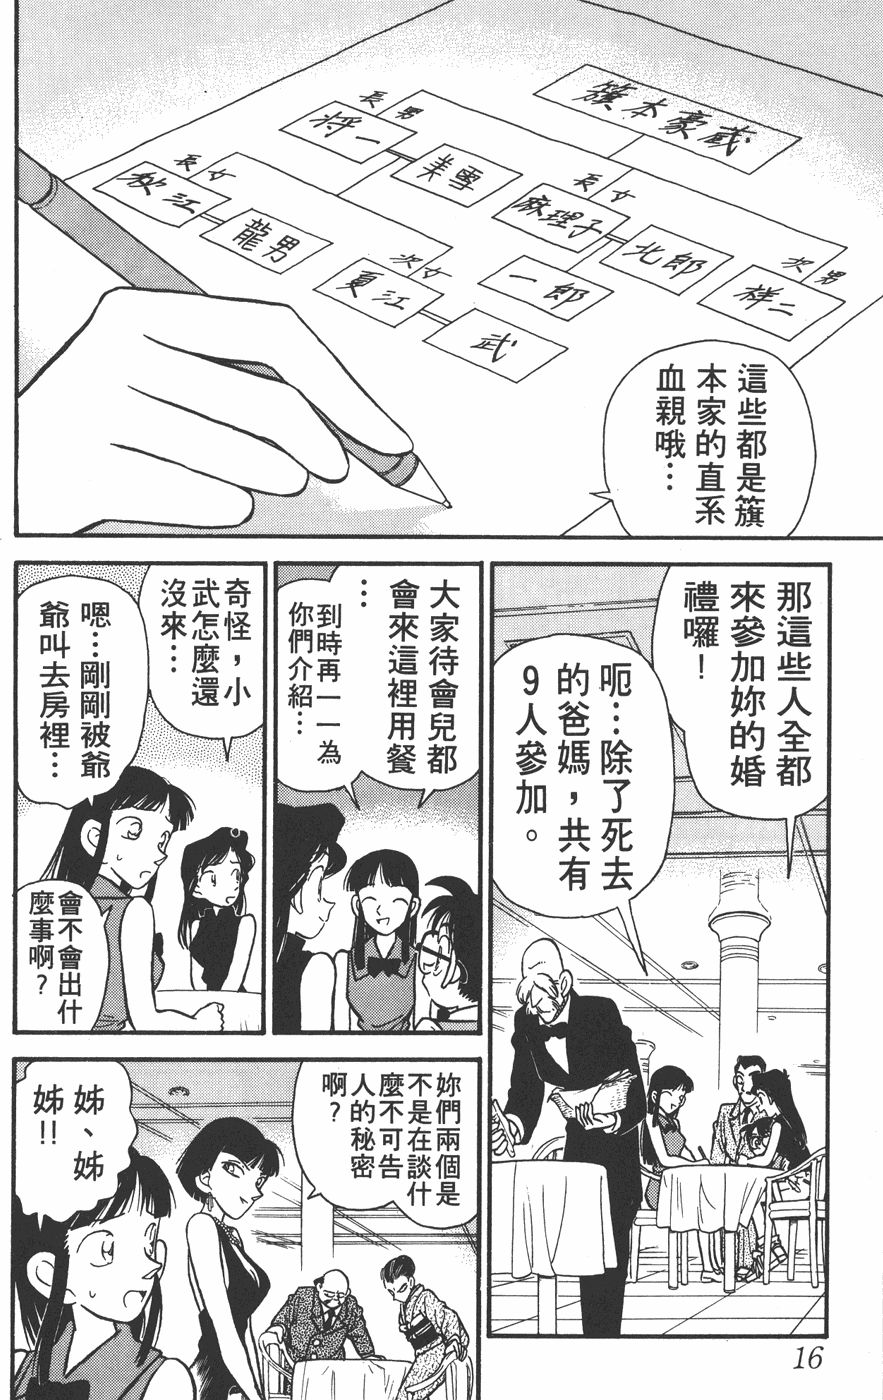 旗本豪蔵
長男
将一
美雪
長女
麻理子
北郎
次男
祥二
長女
秋江
龍男
次女
夏江
武
一郎
這些都是籏
本家的直系
血親哦…
那這些人全都
來參加妳的婚
禮囉！
呃…除了死去
的爸媽，共有
9人參加。
大家待會兒都
會來這裡用餐
…
到時再一一為
你們介紹…
奇怪，小
武怎麼還
沒來…
嗯…剛剛被爺
爺叫去房裡…
會不會出什
麼事啊？
妳們兩個是
不是在談什
麼不可告
人的秘密
啊？
姊、姊
姊!!
16